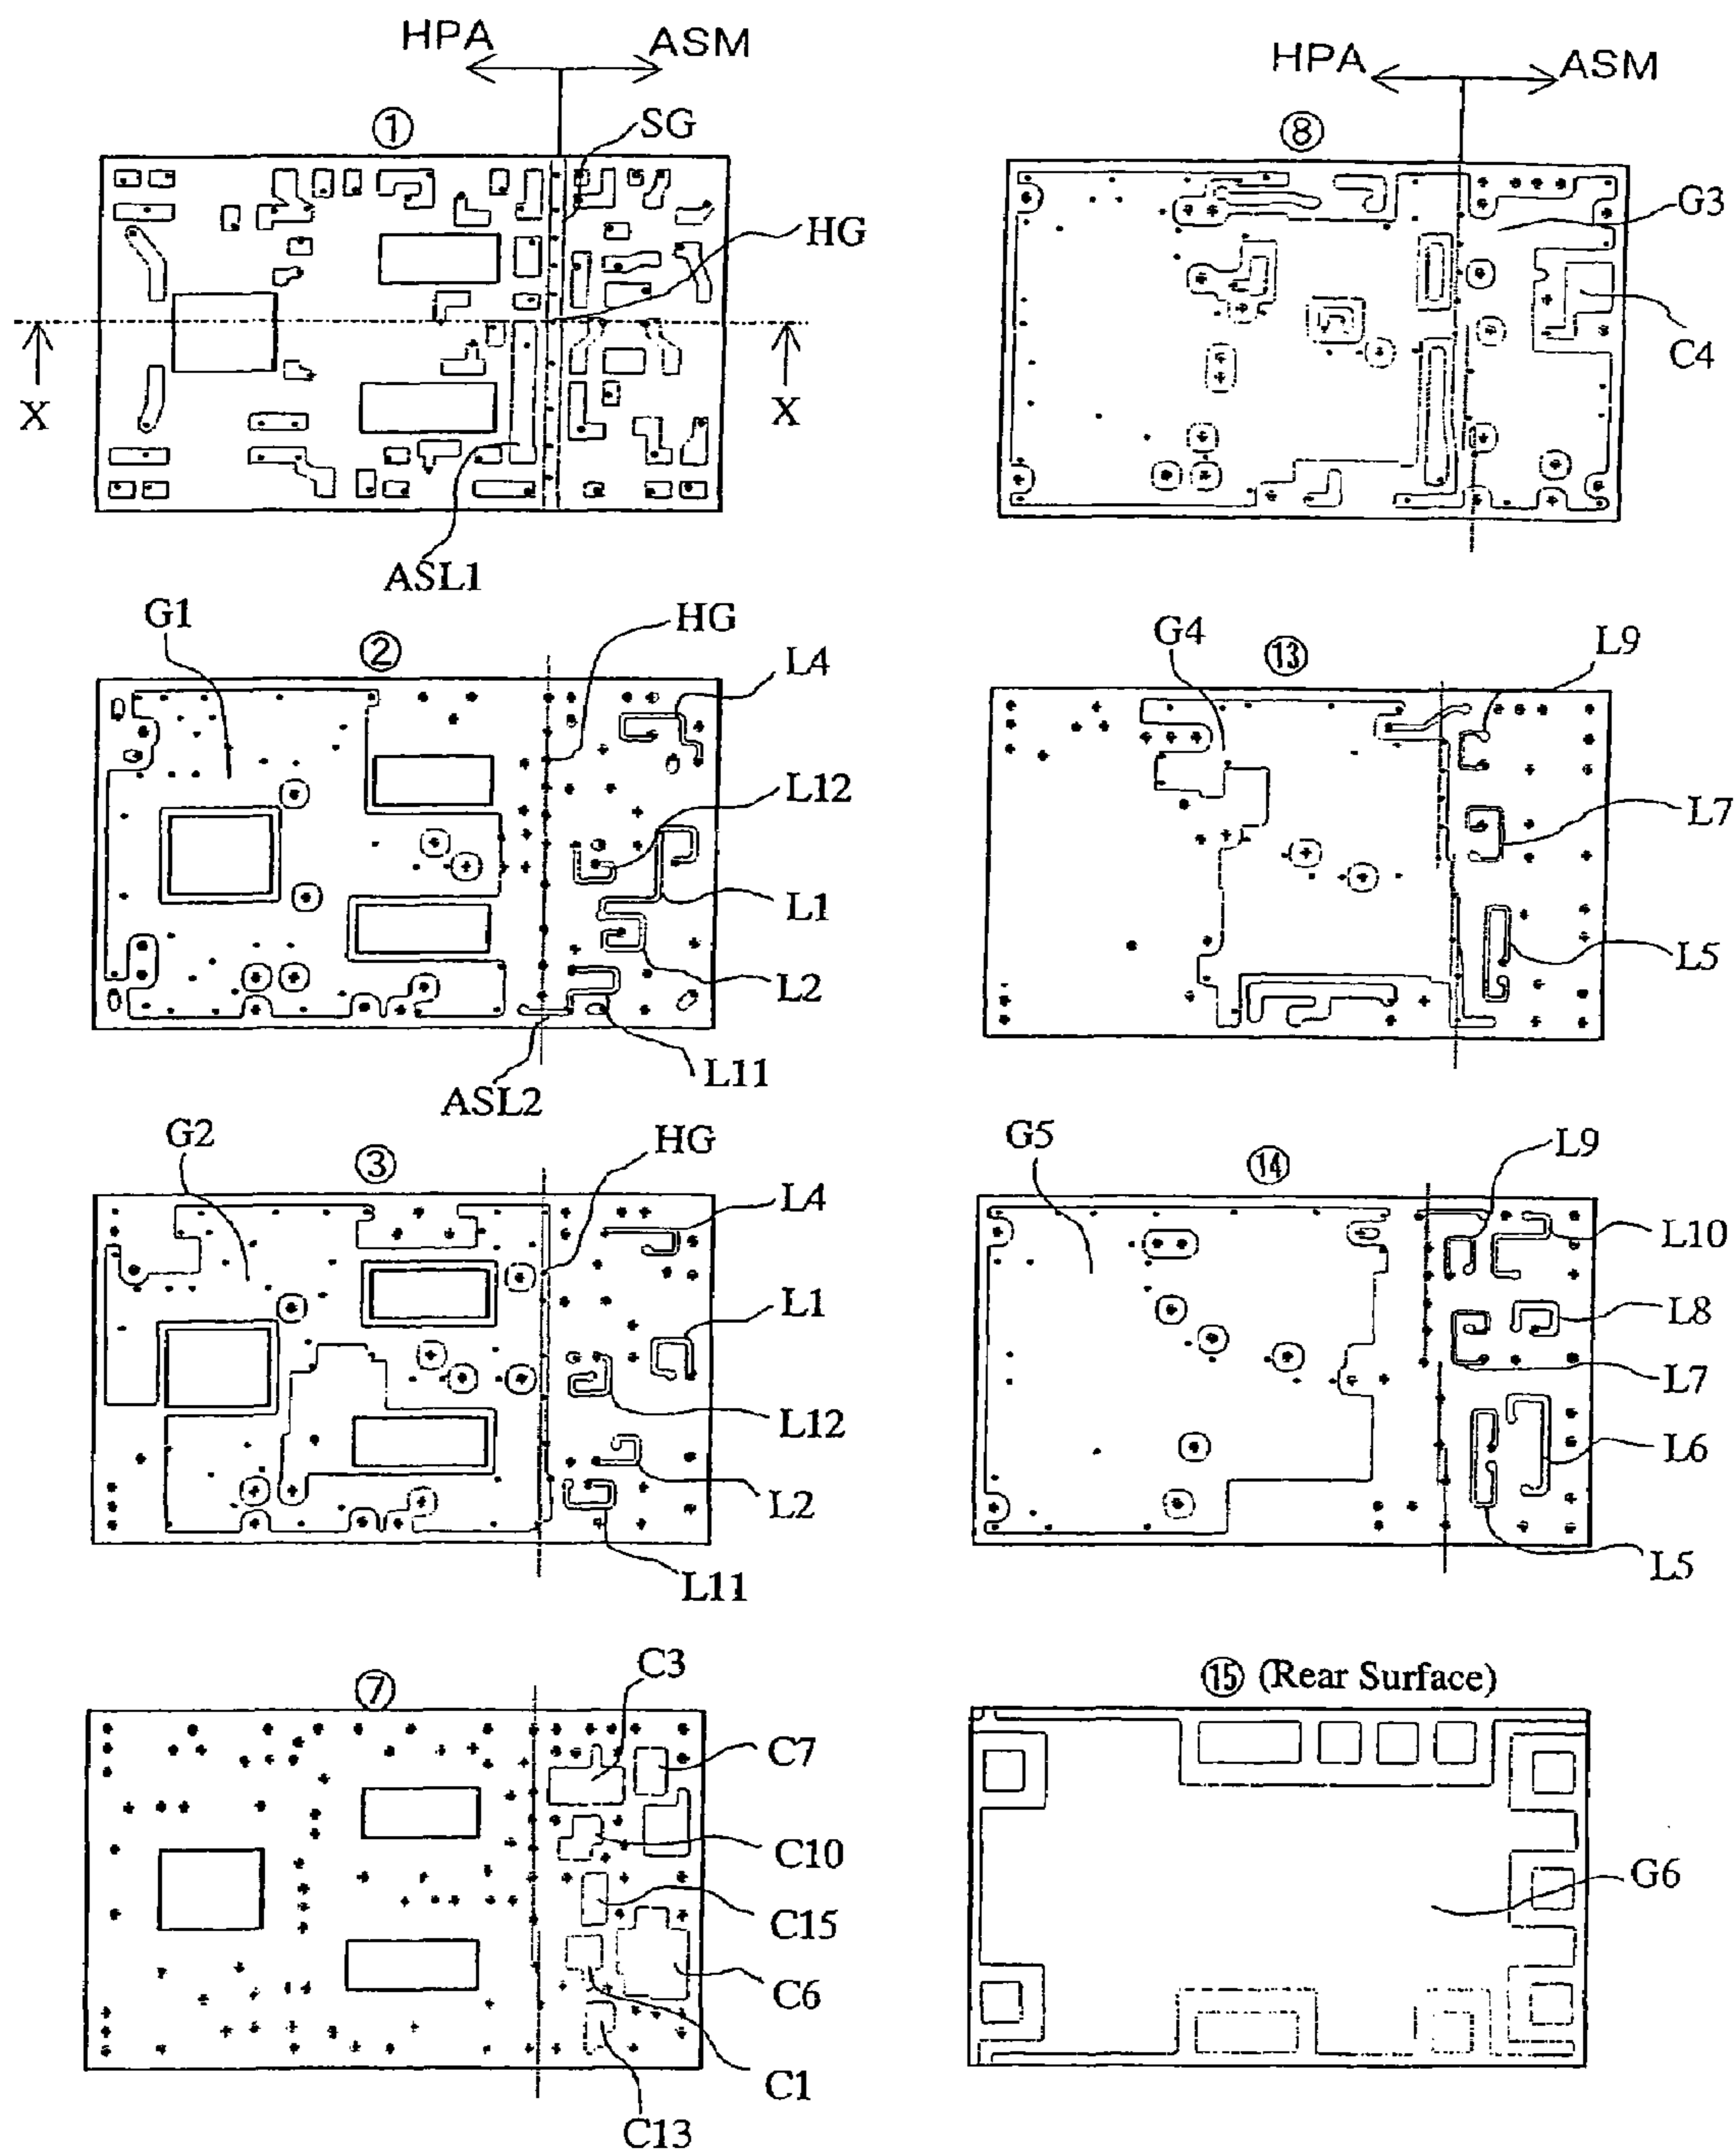 HPA ASM
① SG
HG
X X
ASL1
HPA ASM
⑧
G3
C4
G1 ② HG
L4
L12
L1
L2
L11
ASL2
G4 ⑬ L9
L7
L5
G2 ③ HG
L4
L1
L12
L2
L11
G5 ⑭ L9
L10
L8
L7
L6
L5
⑦ C3
C7
C10
C15
C6
C1
C13
⑮ (Rear Surface)
G6